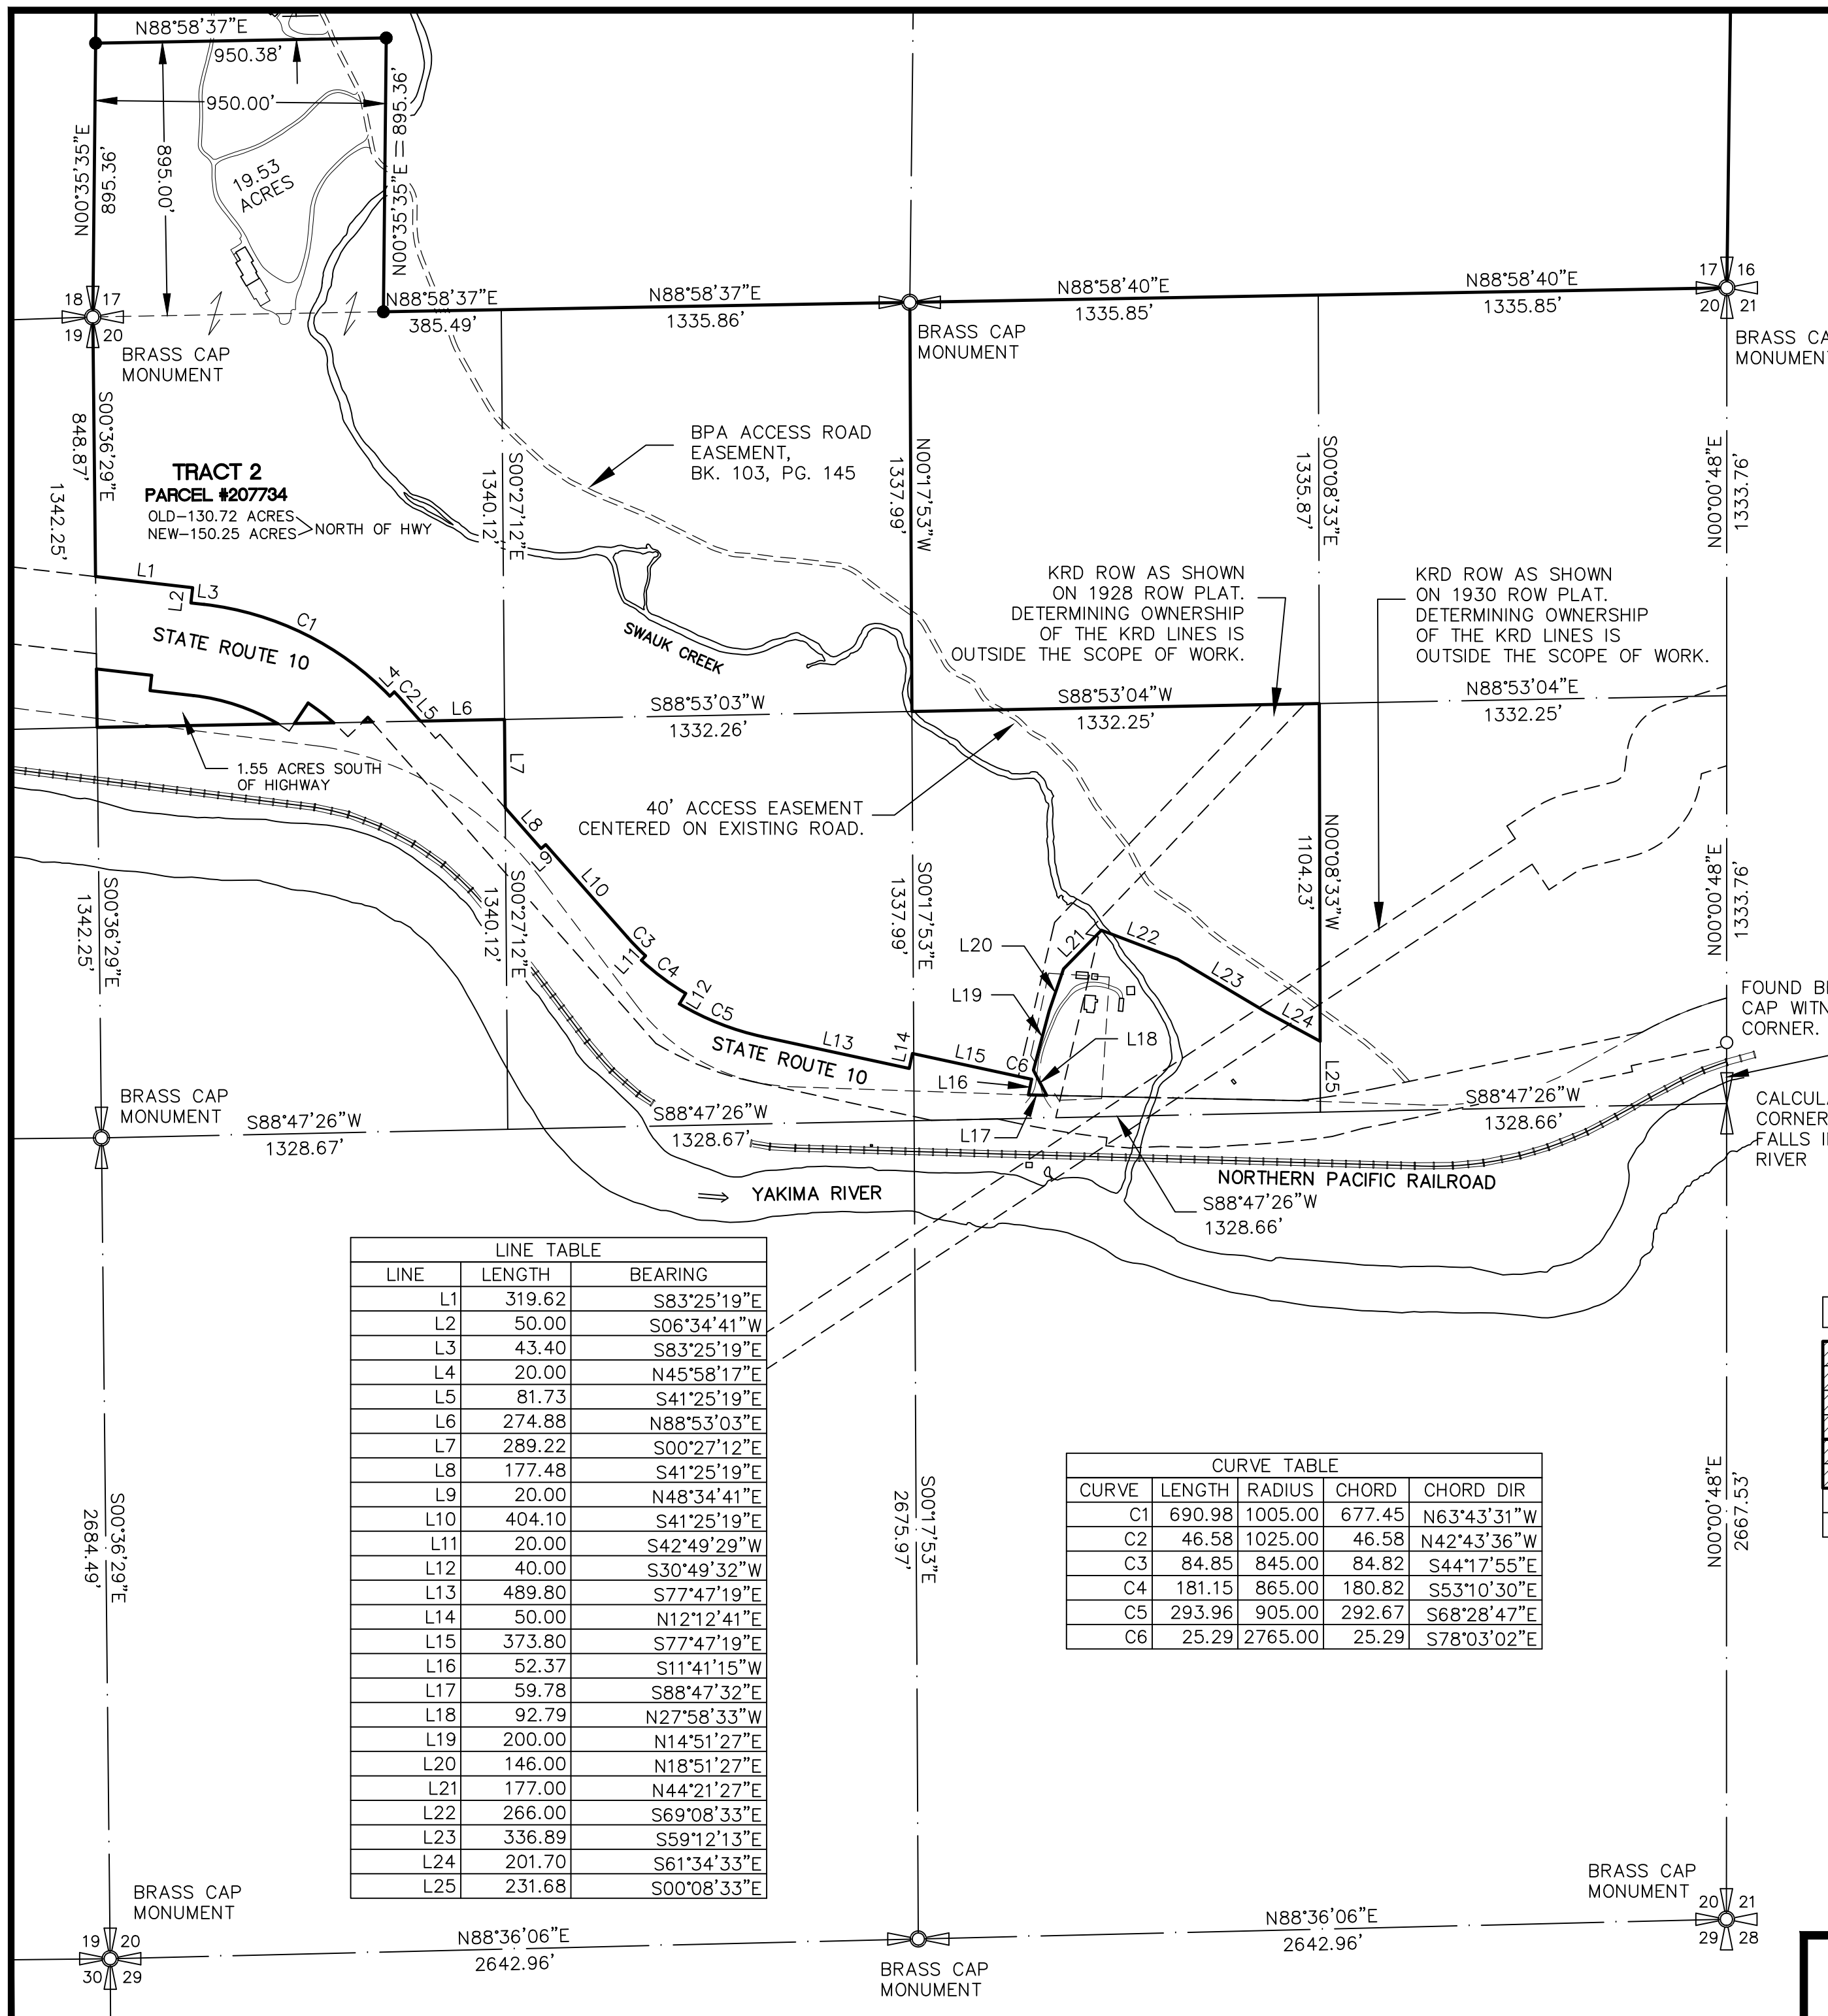 N88°58'37"E
950.38'
950.00'
N00°35'35"E
895.36'
895.00'
19.53
ACRES
N00°35'35"E = 895.36'
18 17
19 20
BRASS CAP
MONUMENT
N88°58'37"E
385.49'
N88°58'37"E
1335.86'
BRASS CAP
MONUMENT
N88°58'40"E
1335.85'
N88°58'40"E
1335.85'
17 16
20 21
BRASS CA
MONUMENT
S00°36'29"E
848.87'
1342.25'
TRACT 2
PARCEL #207734
OLD-130.72 ACRES
NEW-150.25 ACRES
NORTH OF HWY
S00°27'12"E
1340.12'
BPA ACCESS ROAD
EASEMENT,
BK. 103, PG. 145
N00°17'53"W
1337.99'
S00°08'33"E
1335.87'
N00°00'48"E
1333.76'
KRD ROW AS SHOWN
ON 1928 ROW PLAT.
DETERMINING OWNERSHIP
OF THE KRD LINES IS
OUTSIDE THE SCOPE OF WORK.
KRD ROW AS SHOWN
ON 1930 ROW PLAT.
DETERMINING OWNERSHIP
OF THE KRD LINES IS
OUTSIDE THE SCOPE OF WORK.
L1
L2
L3
C1
STATE ROUTE 10
L4
C2
L5
L6
SWAUK CREEK
S88°53'03"W
1332.26'
S88°53'04"W
1332.25'
N88°53'04"E
1332.25'
1.55 ACRES SOUTH
OF HIGHWAY
L7
40' ACCESS EASEMENT
CENTERED ON EXISTING ROAD.
L8
L9
L10
S00°36'29"E
1342.25'
S00°27'12"E
1340.12'
S00°17'53"E
1337.99'
N00°08'33"W
1104.23'
N00°00'48"E
1333.76'
C3
L11
C4
L12
C5
L13
STATE ROUTE 10
L14
L15
C6
L16
L17
L18
L19
L20
L21
L22
L23
L24
L25
FOUND B
CAP WITN
CORNER.
CALCULA
CORNER
FALLS I
RIVER
BRASS CAP
MONUMENT
S88°47'26"W
1328.67'
S88°47'26"W
1328.67'
S88°47'26"W
1328.66'
S88°47'26"W
1328.66'
NORTHERN PACIFIC RAILROAD
YAKIMA RIVER
LINE TABLE
LINE LENGTH BEARING
L1 319.62 S83°25'19"E
L2 50.00 S06°34'41"W
L3 43.40 S83°25'19"E
L4 20.00 N45°58'17"E
L5 81.73 S41°25'19"E
L6 274.88 N88°53'03"E
L7 289.22 S00°27'12"E
L8 177.48 S41°25'19"E
L9 20.00 N48°34'41"E
L10 404.10 S41°25'19"E
L11 20.00 S42°49'29"W
L12 40.00 S30°49'32"W
L13 489.80 S77°47'19"E
L14 50.00 N12°12'41"E
L15 373.80 S77°47'19"E
L16 52.37 S11°41'15"W
L17 59.78 S88°47'32"E
L18 92.79 N27°58'33"W
L19 200.00 N14°51'27"E
L20 146.00 N18°51'27"E
L21 177.00 N44°21'27"E
L22 266.00 S69°08'33"E
L23 336.89 S59°12'13"E
L24 201.70 S61°34'33"E
L25 231.68 S00°08'33"E
CURVE TABLE
CURVE LENGTH RADIUS CHORD CHORD DIR
C1 690.98 1005.00 677.45 N63°43'31"W
C2 46.58 1025.00 46.58 N42°43'36"W
C3 84.85 845.00 84.82 S44°17'55"E
C4 181.15 865.00 180.82 S53°10'30"E
C5 293.96 905.00 292.67 S68°28'47"E
C6 25.29 2765.00 25.29 S78°03'02"E
S00°36'29"E
2684.49'
S00°17'53"E
2675.97'
N00°00'48"E
2667.53'
BRASS CAP
MONUMENT
19 20
30 29
N88°36'06"E
2642.96'
BRASS CAP
MONUMENT
N88°36'06"E
2642.96'
BRASS CAP
MONUMENT
20 21
29 28